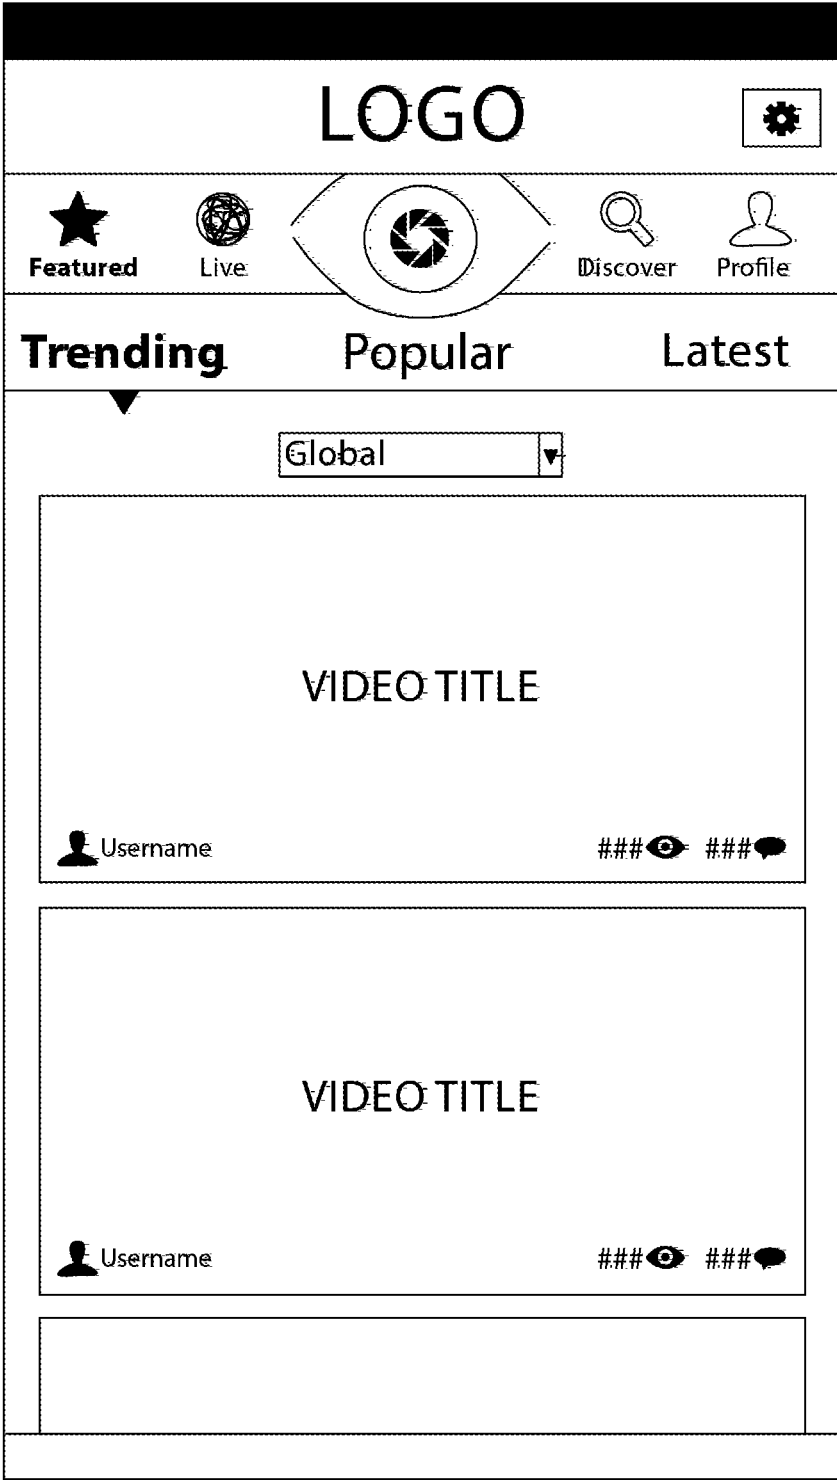 LOGO
Featured Live Discover Profile
Trending Popular Latest
Global
VIDEO TITLE
Username ### ###
VIDEO TITLE
Username ### ###